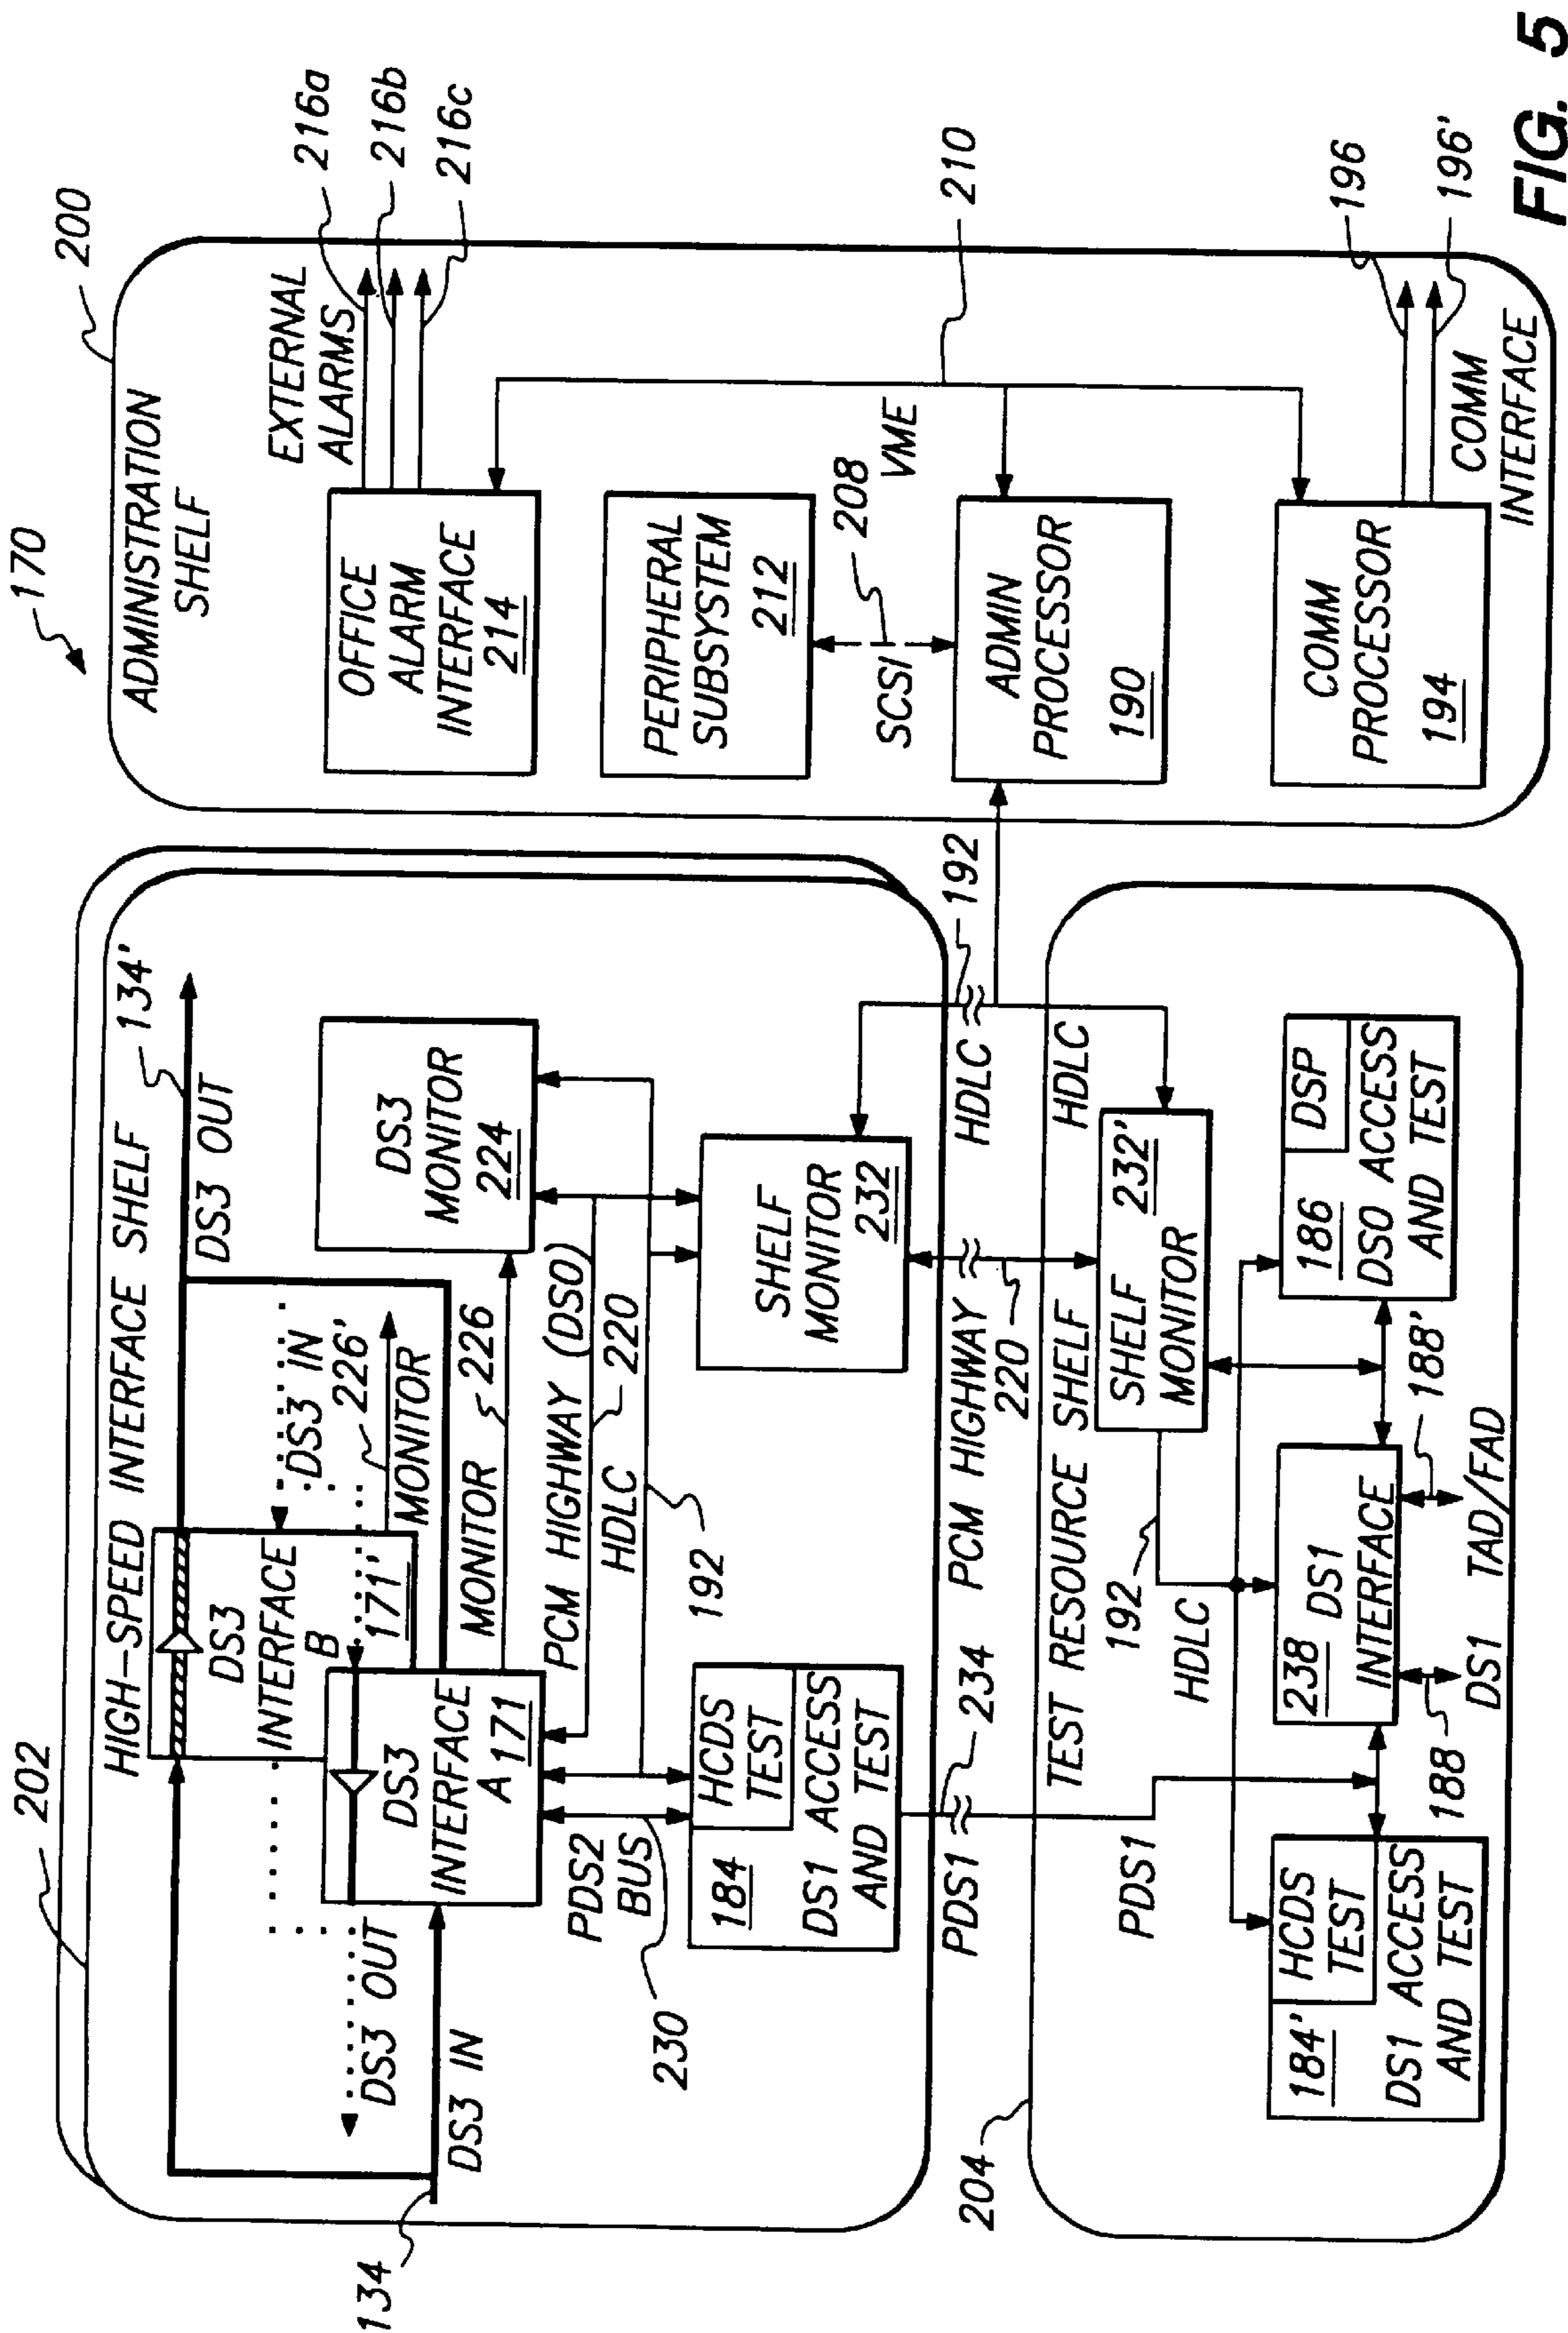 170
202
HIGH-SPEED INTERFACE SHELF
134'
DS3 OUT
DS3
INTERFACE
B
171'
DS3 IN
226'
MONITOR
DS3 OUT
DS3
INTERFACE
A 171
134
DS3 IN
MONITOR 226
DS3
MONITOR
224
PCM HIGHWAY (DS0)
220
HDLC
192
PDS2
BUS
230
184
HCDS
TEST
DS1 ACCESS
AND TEST
SHELF
MONITOR
232
PDS1
234
PCM HIGHWAY
220
HDLC
192
204
TEST RESOURCE SHELF
HDLC
SHELF
MONITOR
232'
192
HDLC
PDS1
184'
HCDS
TEST
DS1 ACCESS
AND TEST
238
DS1
INTERFACE
188
DS1
188'
TAD/FAD
186
DSP
DS0 ACCESS
AND TEST
200
ADMINISTRATION
SHELF
EXTERNAL
ALARMS
216a
216b
216c
OFFICE
ALARM
INTERFACE
214
PERIPHERAL
SUBSYSTEM
212
SCSI
208
VME
210
ADMIN
PROCESSOR
190
COMM
PROCESSOR
194
COMM
INTERFACE
196
196'
FIG. 5